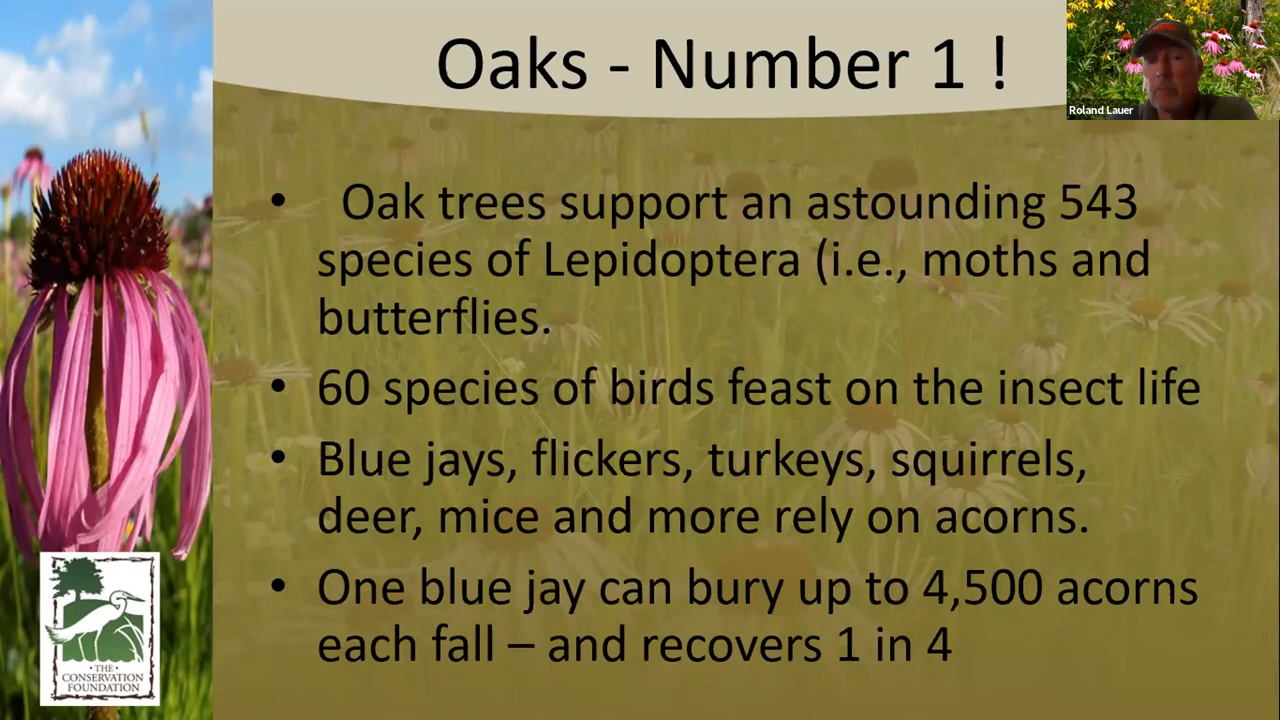 Oaks - Number 1 !
Roland Lauer
• Oak trees support an astounding 543
species of Lepidoptera (i.e., moths and
butterflies.
• 60 species of birds feast on the insect life
• Blue jays, flickers, turkeys, squirrels,
deer, mice and more rely on acorns.
• One blue jay can bury up to 4,500 acorns
each fall – and recovers 1 in 4
• THE •
CONSERVATION
FOUNDATION